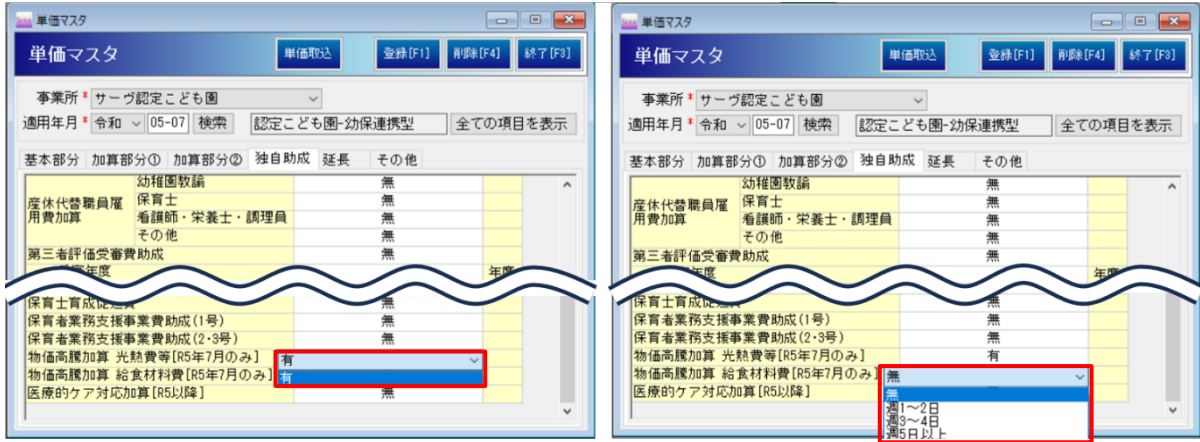 単価マスタ
単価マスタ
単価取込
登録[F1]
削除[F4]
終了[F3]
事業所* サーヴ認定こども園
適用年月* 令和 05-07 検索 認定こども園-幼保連携型 全ての項目を表示
基本部分 加算部分① 加算部分② 独自助成 延長 その他
幼稚園教諭 無
産休代替職員雇用費加算
保育士 無
看護師・栄養士・調理員 無
その他 無
第三者評価受審費助成 無
年度 年度
無
保育者業務支援事業費助成(1号) 無
保育者業務支援事業費助成(2・3号) 無
物価高騰加算 光熱費等[R5年7月のみ] 有
物価高騰加算 給食材料費[R5年7月のみ] 有
医療的ケア対応加算[R5以降] 無
単価マスタ
単価マスタ
単価取込
登録[F1]
削除[F4]
終了[F3]
事業所* サーヴ認定こども園
適用年月* 令和 05-07 検索 認定こども園-幼保連携型 全ての項目を表示
基本部分 加算部分① 加算部分② 独自助成 延長 その他
幼稚園教諭 無
産休代替職員雇用費加算
保育士 無
看護師・栄養士・調理員 無
その他 無
第三者評価受審費助成 無
年度 年度
無
保育者業務支援事業費助成(1号) 無
保育者業務支援事業費助成(2・3号) 無
物価高騰加算 光熱費等[R5年7月のみ] 有
物価高騰加算 給食材料費[R5年7月のみ] 無
医療的ケア対応加算[R5以降] 無
週1~2日
週3~4日
週5日以上